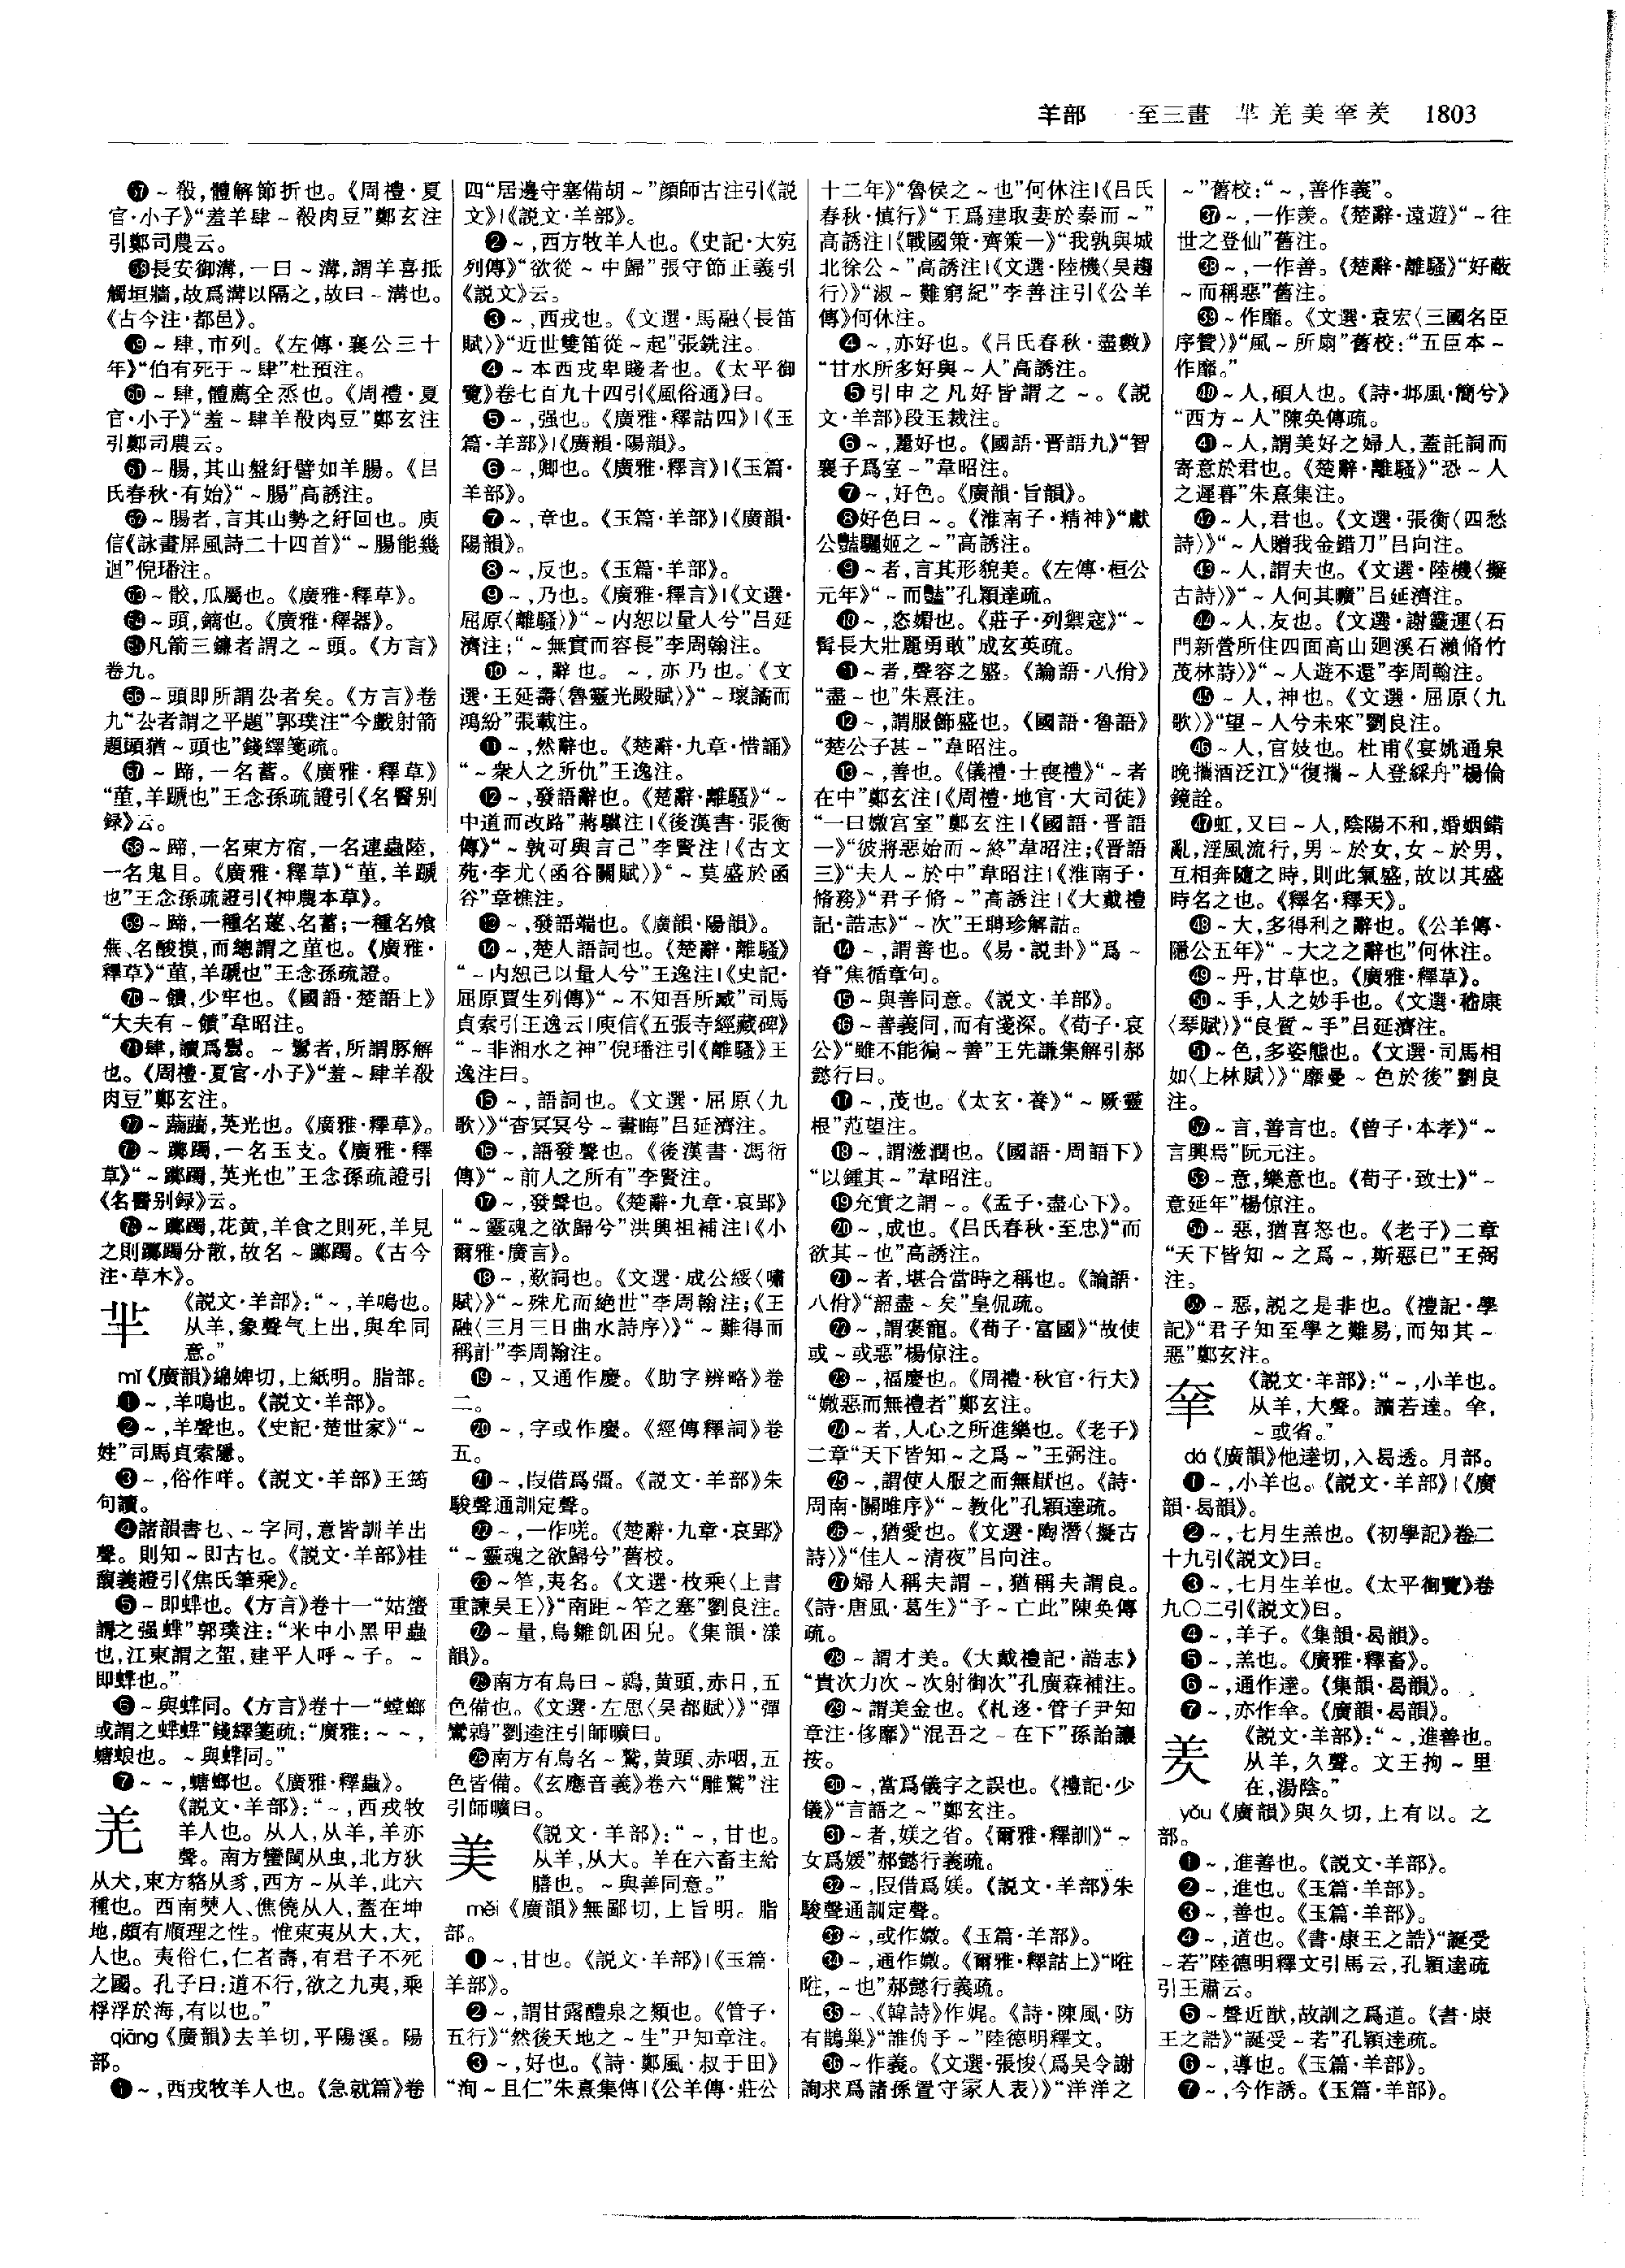 羊部 一至三畫 芈羌美羍羑 1803
㊼～殺,體解節折也。《周禮·夏
官·小子》“羞羊肆～殽肉豆”鄭玄注
引鄭司農云。
長安御溝,一曰～溝,謂羊喜抵
觸垣牆,故爲溝以隔之,故曰～溝也。
《古今注·都邑》。
～肆,市列。《左傳·襄公三十
年》“伯有死于～肆”杜預注。
～肆,體薦全烝也。《周禮·夏
官·小子》“羞～肆羊殽肉豆”鄭玄注
引鄭司農云。
～腸,其山盤紆譬如羊腸。《吕
氏春秋·有始》“～腸”高誘注。
～腸者,言其山勢之紆回也。庾
信《詠畫屏風詩二十四首》“～腸能幾
迴”倪璠注。
～骹,瓜屬也。《廣雅·釋草》。
～頭,鏑也。《廣雅·釋器》。
凡箭三鐮者謂之～頭。《方言》
卷九。
～頭即所謂厹者矣。《方言》卷
九“厹者謂之平題”郭璞注“今戲射箭
題頭猶～頭也”錢繹箋疏。
～蹄,一名蓄。《廣雅·釋草》
“菫,羊蹏也”王念孫疏證引《名醫别
録》云。
～蹄,一名東方宿,一名連蟲陸,
一名鬼目。《廣雅·釋草》“菫,羊蹏
也”王念孫疏證引《神農本草》。
～蹄,一種名蓫、名蓄;一種名飧
蕪、名酸模,而總謂之菫也。《廣雅·
釋草》“菫,羊蹏也”王念孫疏證。
～饋,少牢也。《國語·楚語上》
“大夫有～饋”韋昭注。
肆,讀爲鬄。～鬄者,所謂豚解
也。《周禮·夏官·小子》“羞～肆羊殽
肉豆”鄭玄注。
～躑躅,英光也。《廣雅·釋草》。
～躑躅,一名玉支。《廣雅·釋
草》“～躑躅,英光也”王念孫疏證引
《名醫别録》云。
～躑躅,花黄,羊食之則死,羊見
之則躑躅分散,故名～躑躅。《古今
注·草木》。
芈 《説文·羊部》:“～,羊鳴也。
从羊,象聲气上出,與牟同
意。”
mǐ《廣韻》綿婢切,上紙明。脂部。
❶～,羊鳴也。《説文·羊部》。
❷～,羊聲也。《史記·楚世家》“～
姓”司馬貞索隱。
❸～,俗作咩。《説文·羊部》王筠
句讀。
❹諸韻書乜、～字同,意皆訓羊出
聲。則知～即古乜。《説文·羊部》桂
馥義證引《焦氏筆乘》。
❺～即蛘也。《方言》卷十一“姑䗐
謂之强蛘”郭璞注:“米中小黑甲蟲
也,江東謂之䖹,建平人呼～子。～
即蛘也。”
❻～與蛘同。《方言》卷十一“螳螂
或謂之蛘蛘”錢繹箋疏:“廣雅:～～,
螗蜋也。～與蛘同。”
❼～～,螗螂也。《廣雅·釋蟲》。
羌 《説文·羊部》:“～,西戎牧
羊人也。从人,从羊,羊亦
聲。南方蠻閩从虫,北方狄
从犬,東方貉从豸,西方～从羊,此六
種也。西南僰人、僬僥从人,蓋在坤
地,頗有順理之性。惟東夷从大,大,
人也。夷俗仁,仁者壽,有君子不死
之國。孔子曰:道不行,欲之九夷,乘
桴浮於海,有以也。”
qiāng《廣韻》去羊切,平陽溪。陽
部。
❶～,西戎牧羊人也。《急就篇》卷
四“居邊守塞備胡～”顔師古注引《説
文》|《説文·羊部》。
❷～,西方牧羊人也。《史記·大宛
列傳》“欲從～中歸”張守節正義引
《説文》云。
❸～,西戎也。《文選·馬融〈長笛
賦〉》“近世雙笛從～起”張銑注。
❹～本西戎卑賤者也。《太平御
覽》卷七百九十四引《風俗通》曰。
❺～,强也。《廣雅·釋詁四》|《玉
篇·羊部》|《廣韻·陽韻》。
❻～,卿也。《廣雅·釋言》|《玉篇·
羊部》。
❼～,章也。《玉篇·羊部》|《廣韻·
陽韻》。
❽～,反也。《玉篇·羊部》。
❾～,乃也。《廣雅·釋言》|《文選·
屈原〈離騷〉》“～内恕以量人兮”吕延
濟注;“～無實而容長”李周翰注。
❿～,辭也。～,亦乃也。《文
選·王延壽〈魯靈光殿賦〉》“～瓌譎而
鴻紛”張載注。
⓫～,然辭也。《楚辭·九章·惜誦》
“～衆人之所仇”王逸注。
⓬～,發語辭也。《楚辭·離騷》“～
中道而改路”蔣驥注|《後漢書·張衡
傳》“～孰可與言己”李賢注|《古文
苑·李尤〈函谷關賦〉》“～莫盛於函
谷”章樵注。
⓭～,發語端也。《廣韻·陽韻》。
⓮～,楚人語詞也。《楚辭·離騷》
“～内恕己以量人兮”王逸注|《史記·
屈原賈生列傳》“～不知吾所臧”司馬
貞索引王逸云|庾信《五張寺經藏碑》
“～非湘水之神”倪璠注引《離騷》王
逸注曰。
⓯～,語詞也。《文選·屈原〈九
歌〉》“杳冥冥兮～晝晦”吕延濟注。
⓰～,語發聲也。《後漢書·馮衍
傳》“～前人之所有”李賢注。
⓱～,發聲也。《楚辭·九章·哀郢》
“～靈魂之欲歸兮”洪興祖補注|《小
爾雅·廣言》。
⓲～,歎詞也。《文選·成公綏〈嘯
賦〉》“～殊尤而絶世”李周翰注;《王
融〈三月三日曲水詩序〉》“～難得而
稱計”李周翰注。
⓳～,又通作慶。《助字辨略》卷
二。
⓴～,字或作慶。《經傳釋詞》卷
五。
㉑～,叚借爲彊。《説文·羊部》朱
駿聲通訓定聲。
㉒～,一作唴。《楚辭·九章·哀郢》
“～靈魂之欲歸兮”舊校。
㉓～笮,夷名。《文選·枚乘〈上書
重諫吴王〉》“南距～笮之塞”劉良注。
㉔～量,鳥雛飢困皃。《集韻·漾
韻》。
㉕南方有鳥曰～鶂,黄頭,赤目,五
色備也。《文選·左思〈吴都賦〉》“彈
鸞鶂”劉逵注引師曠曰。
㉖南方有鳥名～鷲,黄頭、赤咽,五
色皆備。《玄應音義》卷六“雕鷲”注
引師曠曰。
美 《説文·羊部》:“～,甘也。
从羊,从大。羊在六畜主給
膳也。～與善同意。”
měi《廣韻》無鄙切,上旨明。脂
部。
❶～,甘也。《説文·羊部》|《玉篇·
羊部》。
❷～,謂甘露醴泉之類也。《管子·
五行》“然後天地之～生”尹知章注。
❸～,好也。《詩·鄭風·叔于田》
“洵～且仁”朱熹集傳|《公羊傳·莊公
十二年》“魯侯之～也”何休注|《吕氏
春秋·慎行》“王爲建取妻於秦而～”
高誘注|《戰國策·齊策一》“我孰與城
北徐公～”高誘注|《文選·陸機〈吴趨
行〉》“淑～難窮紀”李善注引《公羊
傳》何休注。
❹～,亦好也。《吕氏春秋·盡數》
“甘水所多好與～人”高誘注。
❺引申之凡好皆謂之～。《説
文·羊部》段玉裁注。
❻～,麗好也。《國語·晋語九》“智
襄子爲室～”韋昭注。
❼～,好色。《廣韻·旨韻》。
❽好色曰～。《淮南子·精神》“獻
公豔驪姬之～”高誘注。
❾～者,言其形貌美。《左傳·桓公
元年》“～而豔”孔穎達疏。
❿～,恣媚也。《莊子·列禦寇》“～
髯長大壯麗勇敢”成玄英疏。
⓫～者,聲容之盛。《論語·八佾》
“盡～也”朱熹注。
⓬～,謂服飾盛也。《國語·魯語》
“楚公子甚～”韋昭注。
⓭～,善也。《儀禮·士喪禮》“～者
在中”鄭玄注|《周禮·地官·大司徒》
“一曰媺宫室”鄭玄注|《國語·晋語
一》“彼將惡始而～終”韋昭注;《晋語
三》“夫人～於中”韋昭注|《淮南子·
脩務》“君子脩～”高誘注|《大戴禮
記·誥志》“～次”王聘珍解詁。
⓮～,謂善也。《易·説卦》“爲～
脊”焦循章句。
⓯～與善同意。《説文·羊部》。
⓰～善義同,而有淺深。《荀子·哀
公》“雖不能徧～善”王先謙集解引郝
懿行曰。
⓱～,茂也。《太玄·養》“～厥靈
根”范望注。
⓲～,謂滋潤也。《國語·周語下》
“以鍾其～”韋昭注。
⓳充實之謂～。《孟子·盡心下》。
⓴～,成也。《吕氏春秋·至忠》“而
欲其～也”高誘注。
㉑～者,堪合當時之稱也。《論語·
八佾》“韶盡～矣”皇侃疏。
㉒～,謂褒寵。《荀子·富國》“故使
或～或惡”楊倞注。
㉓～,福慶也。《周禮·秋官·行大》
“媺惡而無禮者”鄭玄注。
㉔～者,人心之所進樂也。《老子》
二章“天下皆知～之爲～”王弼注。
㉕～,謂使人服之而無猒也。《詩·
周南·關雎序》“～教化”孔穎達疏。
㉖～,猶愛也。《文選·陶潛〈擬古
詩〉》“佳人～清夜”吕向注。
㉗婦人稱夫謂～,猶稱夫謂良。
《詩·唐風·葛生》“予～亡此”陳奂傳
疏。
㉘～謂才美。《大戴禮記·誥志》
“貴次力次～次射御次”孔廣森補注。
㉙～謂美金也。《札迻·管子尹知
章注·侈靡》“混吾之～在下”孫詒讓
按。
㉚～,當爲儀字之誤也。《禮記·少
儀》“言語之～”鄭玄注。
㉛～者,媄之省。《爾雅·釋訓》“～
女爲媛”郝懿行義疏。
㉜～,叚借爲媄。《説文·羊部》朱
駿聲通訓定聲。
㉝～,或作媺。《玉篇·羊部》。
㉞～,通作媺。《爾雅·釋詁上》“暀
暀,～也”郝懿行義疏。
㉟～、《韓詩》作娓。《詩·陳風·防
有鵲巢》“誰侜予～”陸德明釋文。
㊱～作義。《文選·張悛〈爲吴令謝
詢求爲諸孫置守冢人表〉》“洋洋之
～”舊校:“～,善作義”。
㊲～,一作羨。《楚辭·遠遊》“～往
世之登仙”舊注。
㊳～,一作善。《楚辭·離騷》“好蔽
～而稱惡”舊注。
㊴～作靡。《文選·袁宏〈三國名臣
序贊〉》“風～所扇”舊校:“五臣本～
作靡。”
㊵～人,碩人也。《詩·邶風·簡兮》
“西方～人”陳奂傳疏。
㊶～人,謂美好之婦人,蓋託詞而
寄意於君也。《楚辭·離騷》“恐～人
之遲暮”朱熹集注。
㊷～人,君也。《文選·張衡〈四愁
詩〉》“～人贈我金錯刀”吕向注。
㊸～人,謂夫也。《文選·陸機〈擬
古詩〉》“～人何其曠”吕延濟注。
㊹～人,友也。《文選·謝靈運〈石
門新營所住四面高山迴溪石瀨脩竹
茂林詩〉》“～人遊不還”李周翰注。
㊺～人,神也。《文選·屈原〈九
歌〉》“望～人兮未來”劉良注。
㊻～人,官妓也。杜甫《宴姚通泉
晚攜酒泛江》“復攜～人登綵舟”楊倫
鏡詮。
㊼虹,又曰～人,陰陽不和,婚姻錯
亂,淫風流行,男～於女,女～於男,
互相奔隨之時,則此氣盛,故以其盛
時名之也。《釋名·釋天》。
㊽～大,多得利之辭也。《公羊傳·
隱公五年》“～大之之辭也”何休注。
㊾～丹,甘草也。《廣雅·釋草》。
㊿～手,人之妙手也。《文選·嵇康
〈琴賦〉》“良質～手”吕延濟注。
～色,多姿態也。《文選·司馬相
如〈上林賦〉》“靡曼～色於後”劉良
注。
～言,善言也。《曾子·本孝》“～
言興焉”阮元注。
～意,樂意也。《荀子·致士》“～
意延年”楊倞注。
～惡,猶喜怒也。《老子》二章
“天下皆知～之爲～,斯惡已”王弼
注。
～惡,説之是非也。《禮記·學
記》“君子知至學之難易,而知其～
惡”鄭玄注。
羍 《説文·羊部》:“～,小羊也。
从羊,大聲。讀若達。𦍒,
～或省。”
dá《廣韻》他達切,入曷透。月部。
❶～,小羊也。《説文·羊部》|《廣
韻·曷韻》。
❷～,七月生羔也。《初學記》卷二
十九引《説文》曰。
❸～,七月生羊也。《太平御覽》卷
九〇二引《説文》曰。
❹～,羊子。《集韻·曷韻》。
❺～,羔也。《廣雅·釋畜》。
❻～,通作達。《集韻·曷韻》。
❼～,亦作𦍒。《廣韻·曷韻》。
羑 《説文·羊部》:“～,進善也。
从羊,久聲。文王拘～里
在,湯陰。”
yǒu《廣韻》與久切,上有以。之
部。
❶～,進善也。《説文·羊部》。
❷～,進也。《玉篇·羊部》。
❸～,善也。《玉篇·羊部》。
❹～,道也。《書·康王之誥》“誕受
～若”陸德明釋文引馬云,孔穎達疏
引王肅云。
❺～聲近猷,故訓之爲道。《書·康
王之誥》“誕受～若”孔穎達疏。
❻～,導也。《玉篇·羊部》。
❼～,今作誘。《玉篇·羊部》。